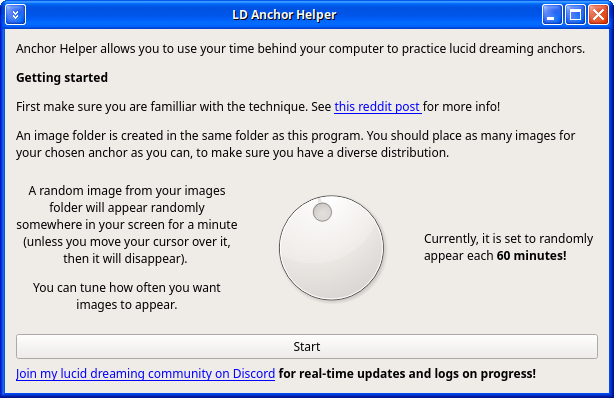 LD Anchor Helper
Anchor Helper allows you to use your time behind your computer to practice lucid dreaming anchors.
Getting started
First make sure you are familliar with the technique. See this reddit post for more info!
An image folder is created in the same folder as this program. You should place as many images for
your chosen anchor as you can, to make sure you have a diverse distribution.
A random image from your images
folder will appear randomly
somewhere in your screen for a minute
(unless you move your cursor over it,
then it will disappear).
You can tune how often you want
images to appear.
Currently, it is set to randomly
appear each 60 minutes!
Start
Join my lucid dreaming community on Discord for real-time updates and logs on progress!